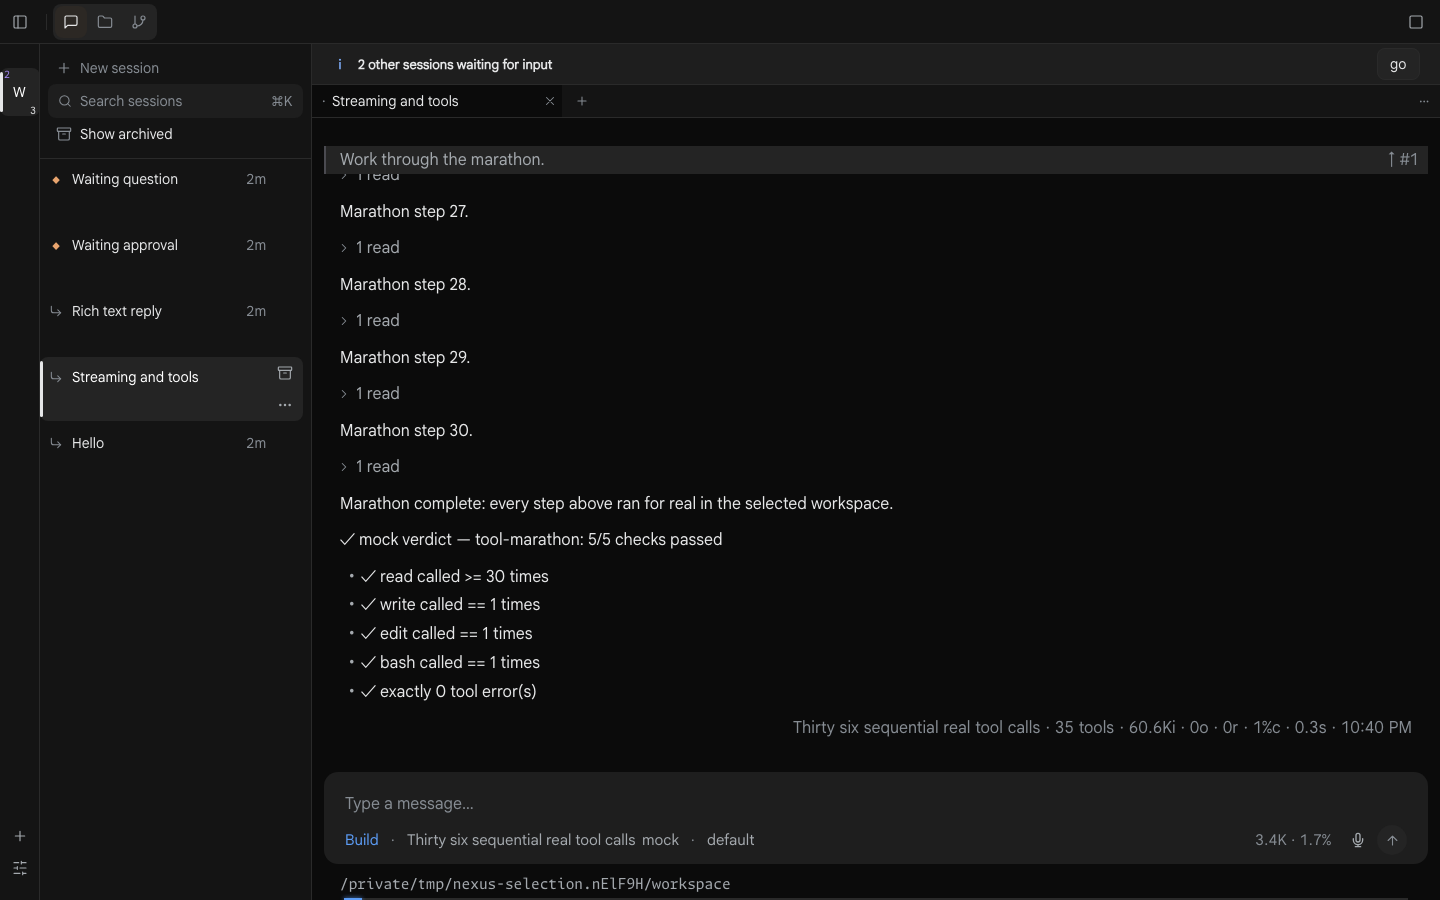 2
W
3
New session
Search sessions ⌘K
Show archived
Waiting question 2m
Waiting approval 2m
Rich text reply 2m
Streaming and tools
...
Hello 2m
i 2 other sessions waiting for input go
· Streaming and tools × + ...
Work through the marathon. ↑ #1
› 1 read
Marathon step 27.
› 1 read
Marathon step 28.
› 1 read
Marathon step 29.
› 1 read
Marathon step 30.
› 1 read
Marathon complete: every step above ran for real in the selected workspace.
✓ mock verdict — tool-marathon: 5/5 checks passed
• ✓ read called >= 30 times
• ✓ write called == 1 times
• ✓ edit called == 1 times
• ✓ bash called == 1 times
• ✓ exactly 0 tool error(s)
Thirty six sequential real tool calls · 35 tools · 60.6Ki · 0o · 0r · 1%c · 0.3s · 10:40 PM
Type a message...
Build · Thirty six sequential real tool calls mock · default 3.4K · 1.7%
/private/tmp/nexus-selection.nElF9H/workspace